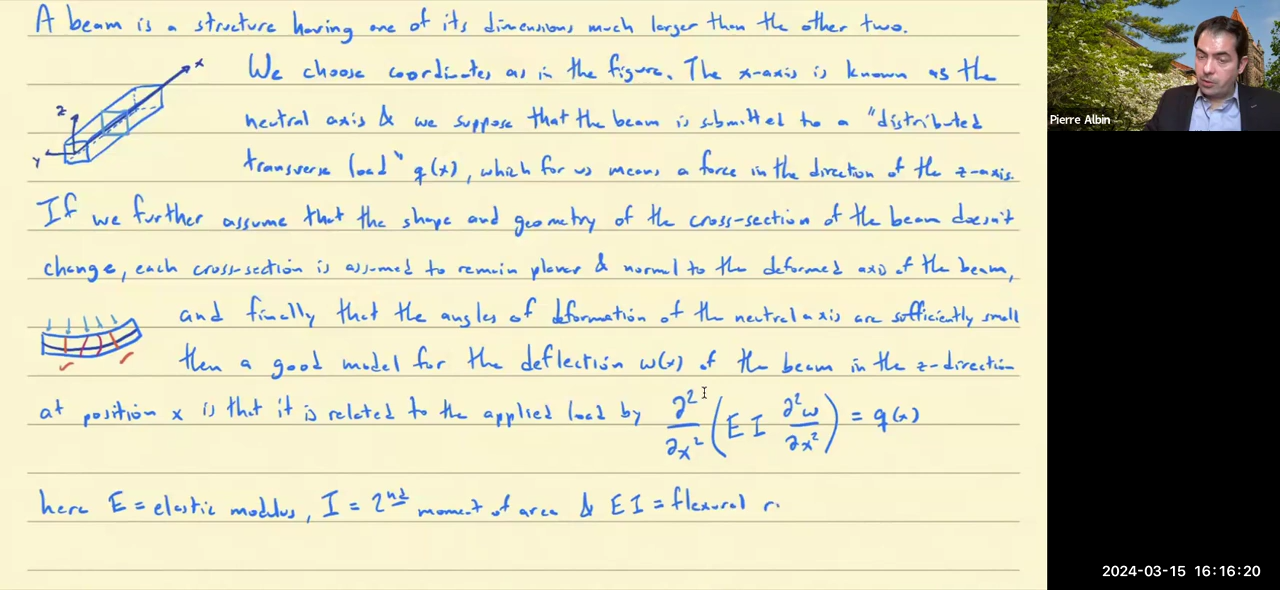 A beam is a structure having one of its dimensions much larger than the other two.
We choose coordinates as in the figure. The x-axis is known as the
x
z
y
neutral axis & we suppose that the beam is submitted to a "distributed
transverse load" q(x), which for us means a force in the direction of the z-axis.
If we further assume that the shape and geometry of the cross-section of the beam doesn't
change, each cross-section is assumed to remain planar & normal to the deformed axis of the beam,
and finally that the angles of deformation of the neutral axis are sufficiently small
then a good model for the deflection w(x) of the beam in the z-direction
at position x is that it is related to the applied load by ∂²/∂x² (E I ∂²w/∂x²) = q(x)
here E = elastic modulus, I = 2nd moment of area & E I = flexural r
Pierre Albin
2024-03-15 16:16:20